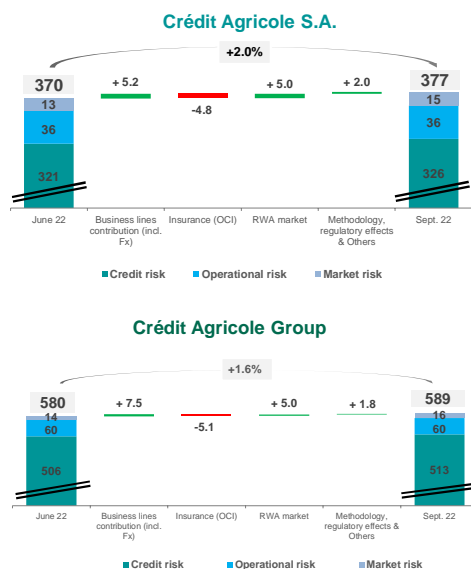 Crédit Agricole S.A.
+2.0%
370
377
+ 5.2
-4.8
+ 5.0
+ 2.0
13
36
321
15
36
326
June 22
Business lines
contribution (incl.
Fx)
Insurance (OCI)
RWA market
Methodology,
regulatory effects
& Others
Sept. 22
Credit risk
Operational risk
Market risk
Crédit Agricole Group
+1.6%
580
589
+ 7.5
-5.1
+ 5.0
+ 1.8
14
60
506
16
60
513
June 22
Business lines
contribution (incl.
Fx)
Insurance (OCI)
RWA market
Methodology,
regulatory effects &
Others
Sept. 22
Credit risk
Operational risk
Market risk